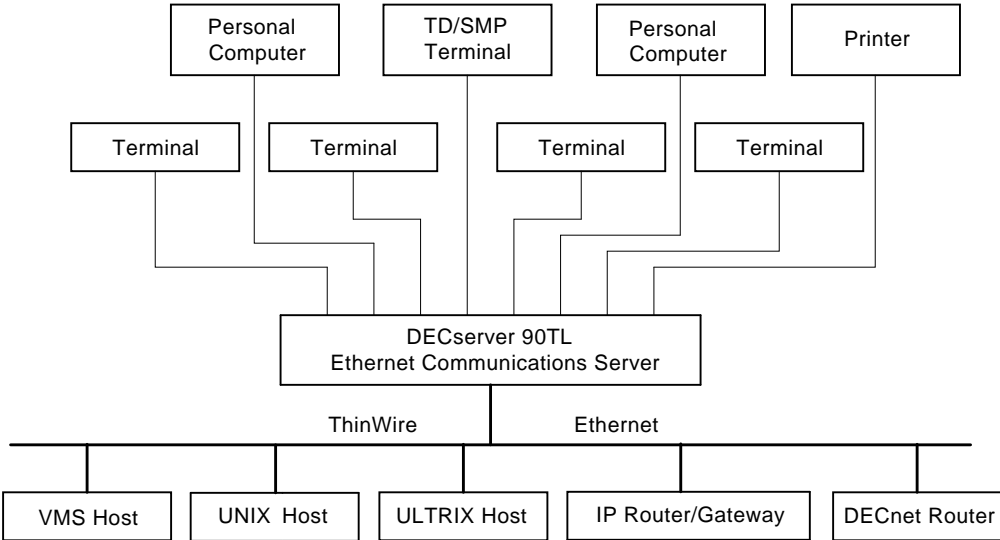 Personal
Computer
TD/SMP
Terminal
Personal
Computer
Printer
Terminal
Terminal
Terminal
Terminal
DECserver 90TL
Ethernet Communications Server
ThinWire
Ethernet
VMS Host
UNIX Host
ULTRIX Host
IP Router/Gateway
DECnet Router